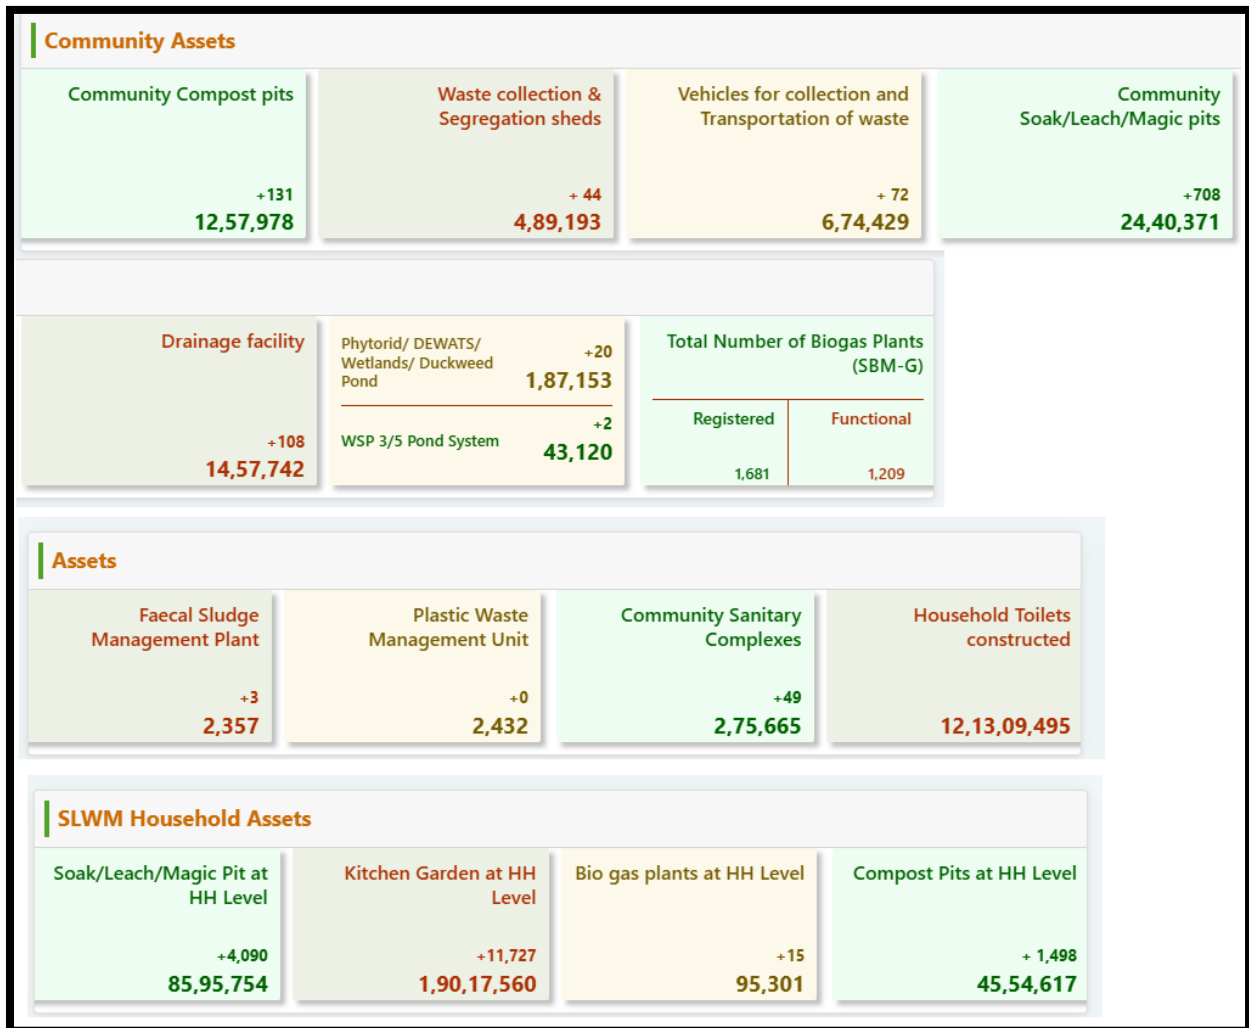 Community Assets
Community Compost pits
+131
12,57,978
Waste collection &
Segregation sheds
+ 44
4,89,193
Vehicles for collection and
Transportation of waste
+ 72
6,74,429
Community
Soak/Leach/Magic pits
+708
24,40,371
Drainage facility
+108
14,57,742
Phytorid/ DEWATS/
Wetlands/ Duckweed
Pond
+20
1,87,153
WSP 3/5 Pond System
+2
43,120
Total Number of Biogas Plants
(SBM-G)
Registered
1,681
Functional
1,209
Assets
Faecal Sludge
Management Plant
+3
2,357
Plastic Waste
Management Unit
+0
2,432
Community Sanitary
Complexes
+49
2,75,665
Household Toilets
constructed
12,13,09,495
SLWM Household Assets
Soak/Leach/Magic Pit at
HH Level
+4,090
85,95,754
Kitchen Garden at HH
Level
+11,727
1,90,17,560
Bio gas plants at HH Level
+15
95,301
Compost Pits at HH Level
+ 1,498
45,54,617